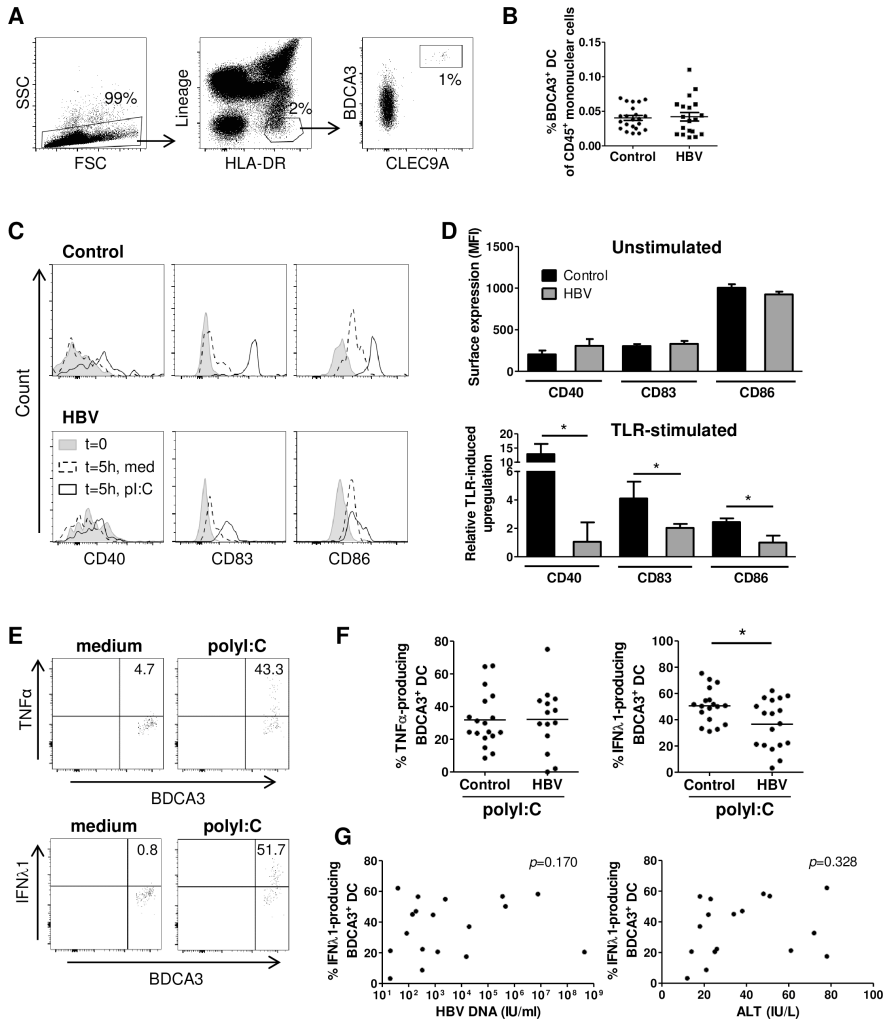 A
SSC
99%
FSC
Lineage
2%
HLA-DR
BDCA3
1%
CLEC9A
B
% BDCA3⁺ DC
of CD45⁺ mononuclear cells
0.15
0.10
0.05
0.00
Control
HBV
C
Control
Count
HBV
t=0
t=5h, med
t=5h, pI:C
CD40
CD83
CD86
D
Unstimulated
Surface expression (MFI)
1500
1000
500
0
Control
HBV
CD40
CD83
CD86
TLR-stimulated
Relative TLR-induced
upregulation
20
15
10
6
4
2
0
*
*
*
CD40
CD83
CD86
E
medium
polyI:C
TNFα
4.7
43.3
BDCA3
medium
polyI:C
IFNλ1
0.8
51.7
BDCA3
F
% TNFα-producing
BDCA3⁺ DC
80
60
40
20
0
Control
HBV
polyI:C
% IFNλ1-producing
BDCA3⁺ DC
100
80
60
40
20
0
*
Control
HBV
polyI:C
G
% IFNλ1-producing
BDCA3⁺ DC
80
60
40
20
0
p=0.170
10¹ 10² 10³ 10⁴ 10⁵ 10⁶ 10⁷ 10⁸ 10⁹
HBV DNA (IU/ml)
% IFNλ1-producing
BDCA3⁺ DC
80
60
40
20
0
p=0.328
0 20 40 60 80 100
ALT (IU/L)